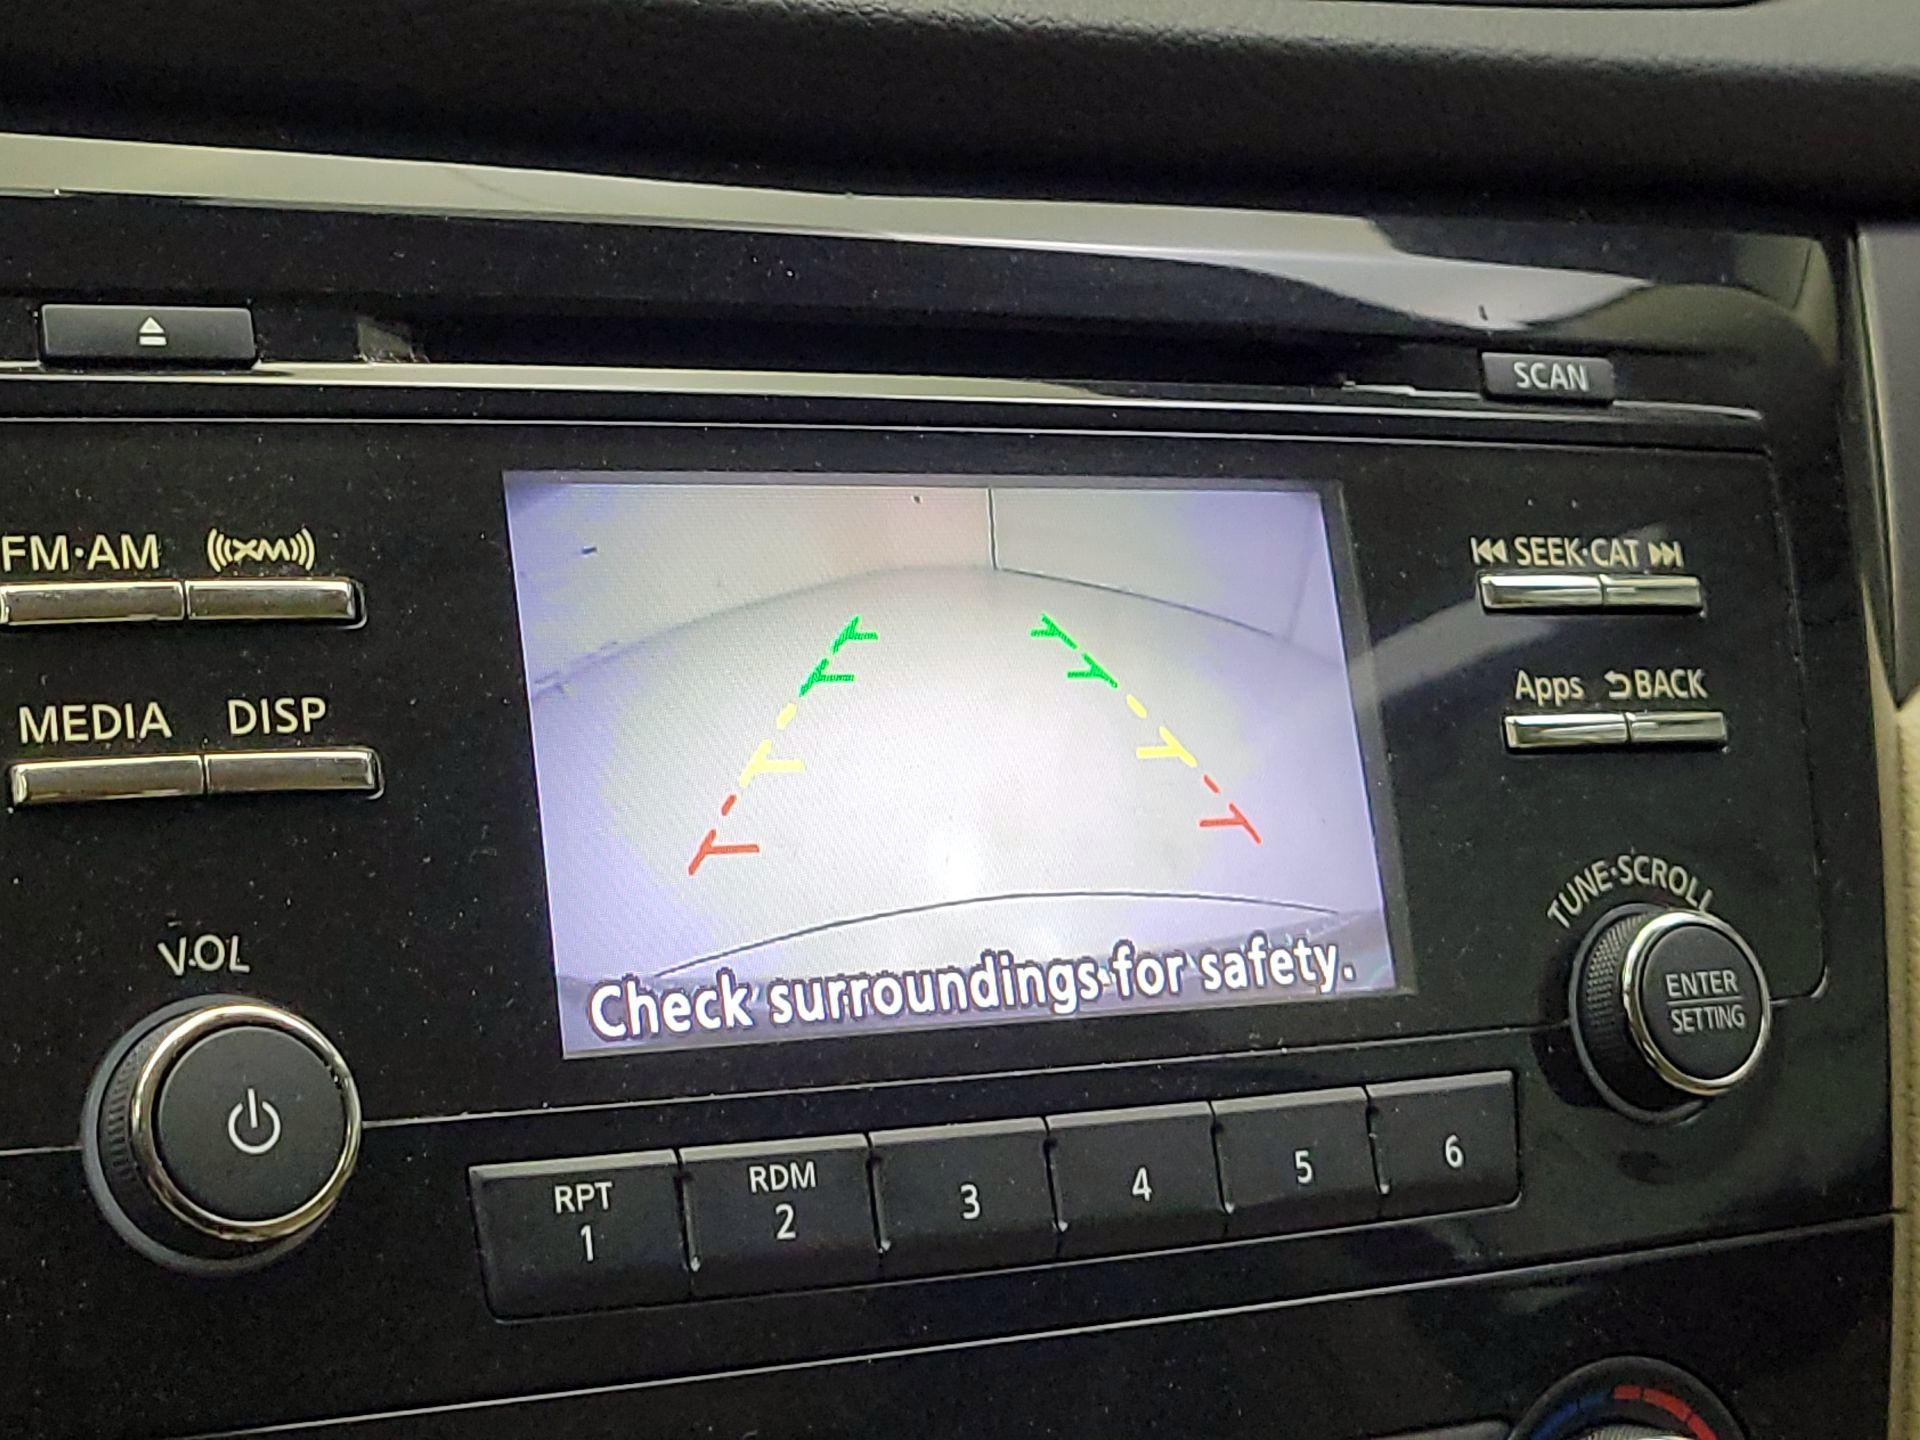 SCAN
FM·AM XM
SEEK·CAT
MEDIA DISP
Apps BACK
VOL
TUNE·SCROLL
ENTER
SETTING
Check surroundings for safety.
RPT
1
RDM
2
3
4
5
6